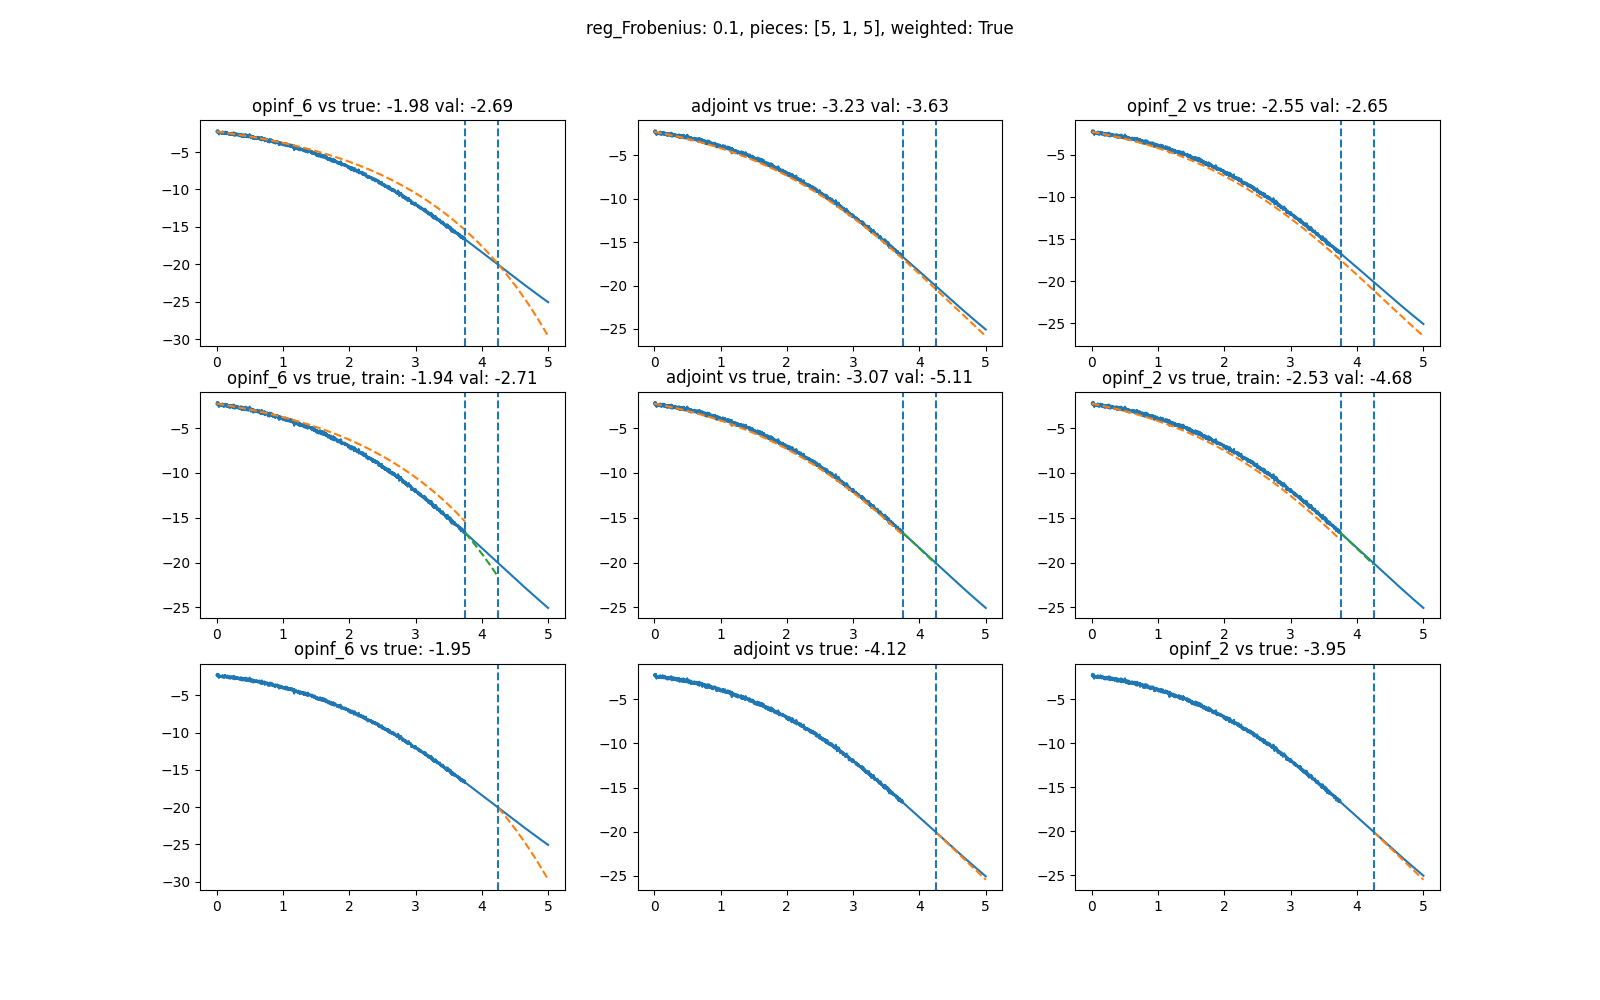 reg_Frobenius: 0.1, pieces: [5, 1, 5], weighted: True
opinf_6 vs true: -1.98 val: -2.69
−5
−10
−15
−20
−25
−30
0 1 2 3 4 5
adjoint vs true: -3.23 val: -3.63
−5
−10
−15
−20
−25
0 1 2 3 4 5
opinf_2 vs true: -2.55 val: -2.65
−5
−10
−15
−20
−25
0 1 2 3 4 5
opinf_6 vs true, train: -1.94 val: -2.71
−5
−10
−15
−20
−25
0 1 2 3 4 5
adjoint vs true, train: -3.07 val: -5.11
−5
−10
−15
−20
−25
0 1 2 3 4 5
opinf_2 vs true, train: -2.53 val: -4.68
−5
−10
−15
−20
−25
0 1 2 3 4 5
opinf_6 vs true: -1.95
−5
−10
−15
−20
−25
−30
0 1 2 3 4 5
adjoint vs true: -4.12
−5
−10
−15
−20
−25
0 1 2 3 4 5
opinf_2 vs true: -3.95
−5
−10
−15
−20
−25
0 1 2 3 4 5